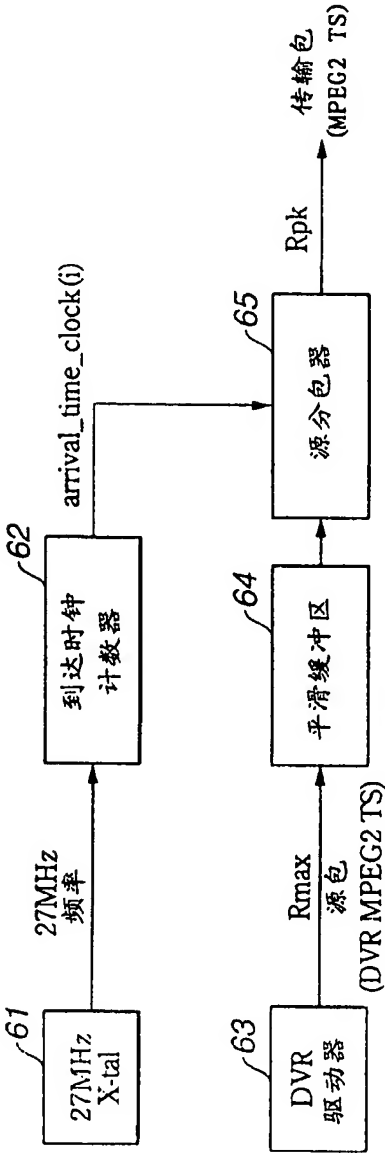 61
27MHz
X-tal
27MHz
频率
62
到达时钟
计数器
arrival_time_clock(i)
63
DVR
驱动器
Rmax
源包
(DVR MPEG2 TS)
64
平滑缓冲区
65
源分包器
Rpk
传输包
(MPEG2 TS)